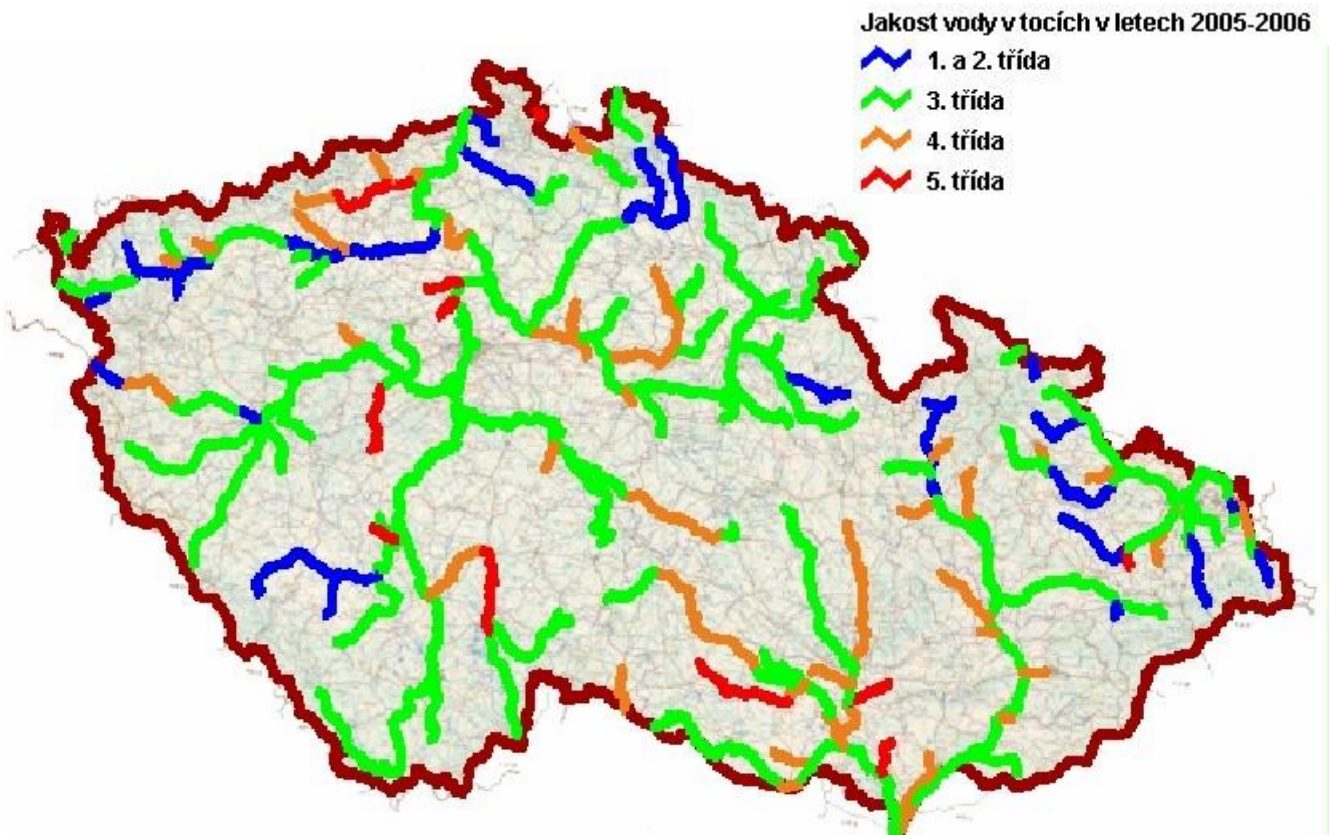 Jakost vody v tocích v letech 2005-2006
1. a 2. třída
3. třída
4. třída
5. třída